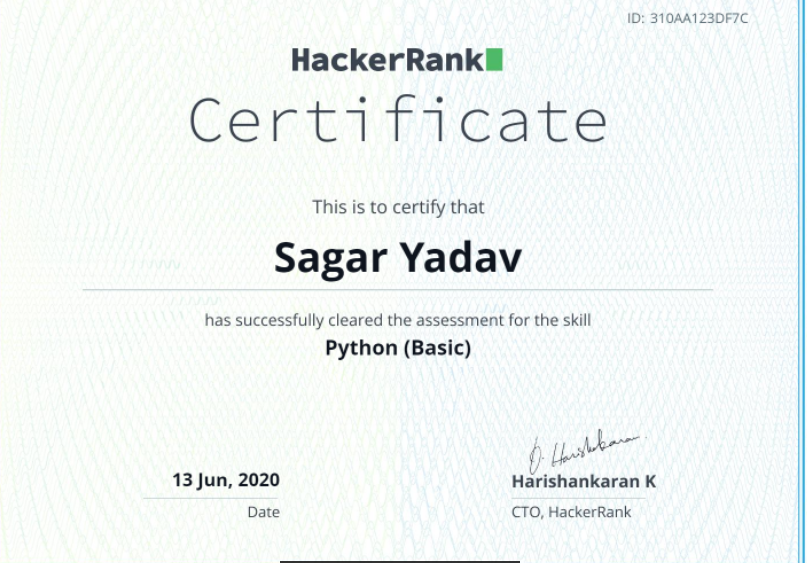 ID: 310AA123DF7C
HackerRank
Certificate
This is to certify that
Sagar Yadav
has successfully cleared the assessment for the skill
Python (Basic)
13 Jun, 2020
Date
D. Harishankaran
Harishankaran K
CTO, HackerRank